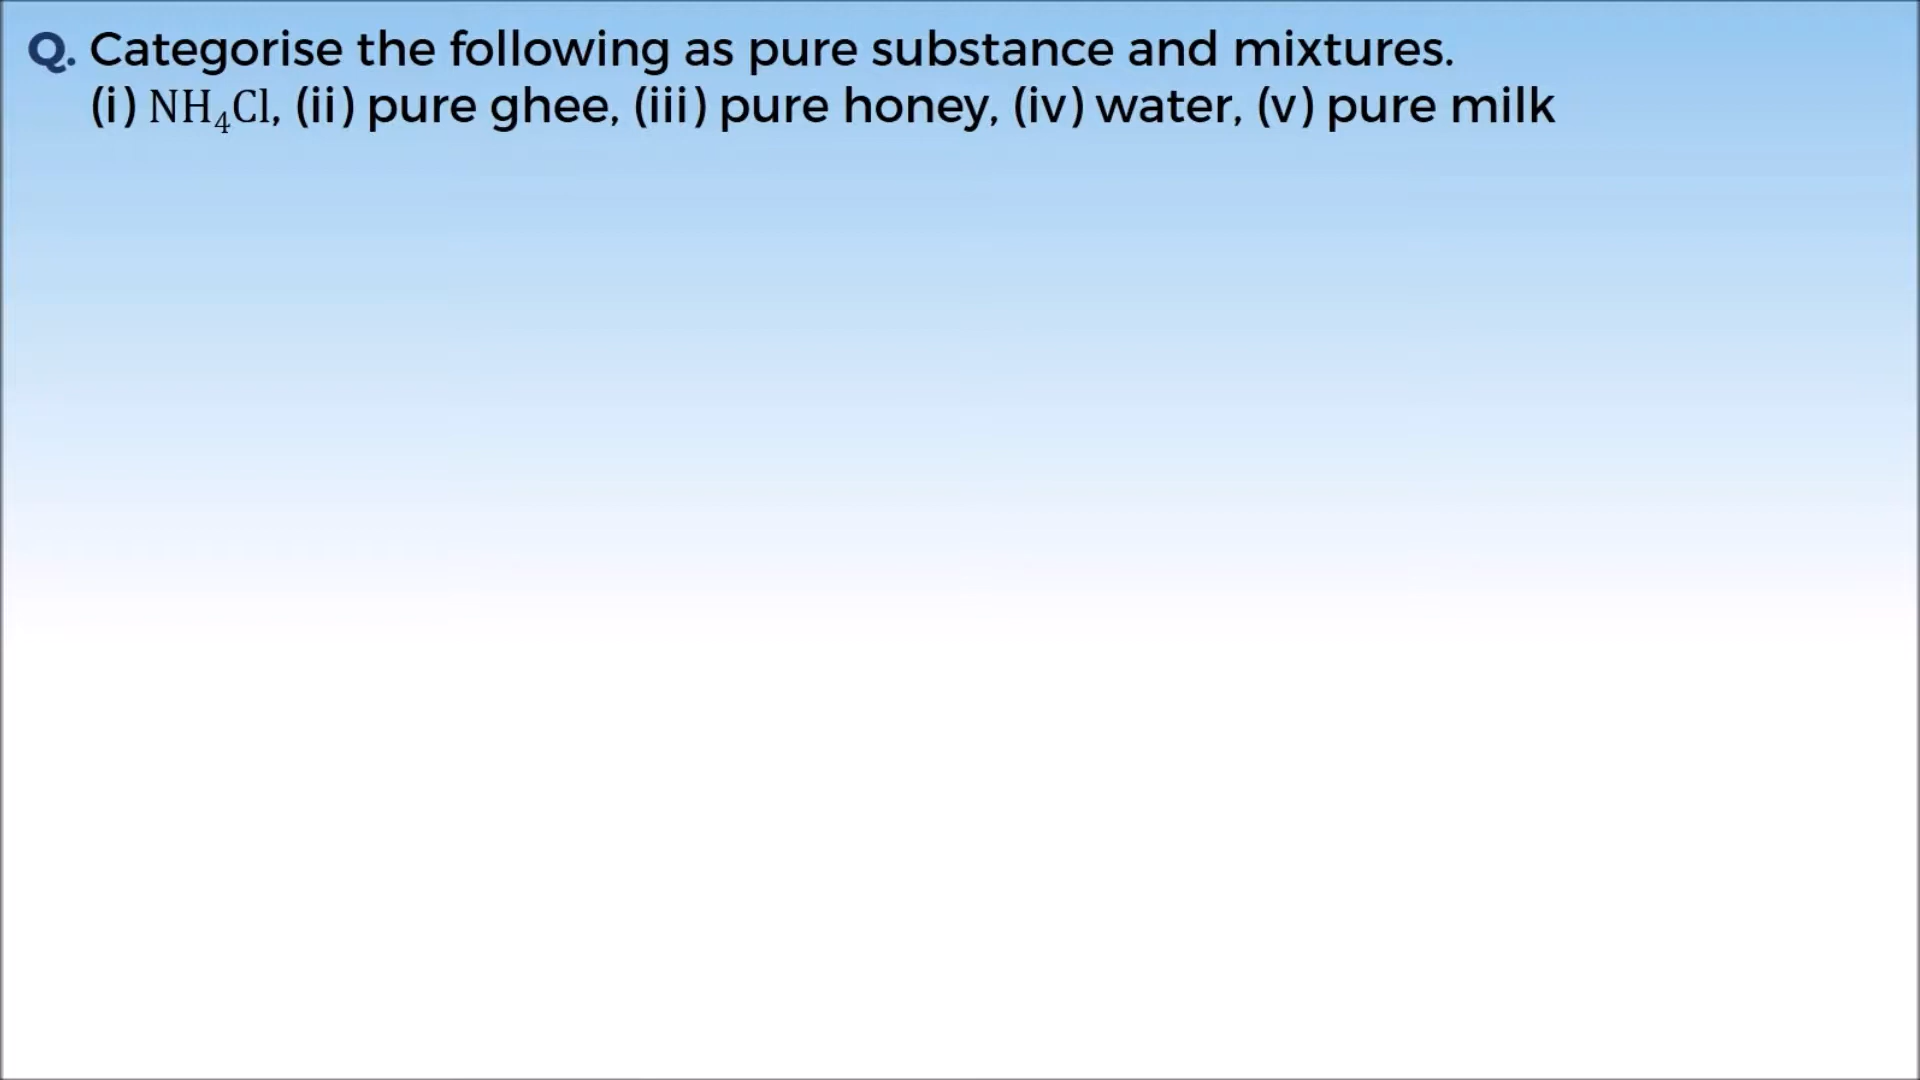 Q. Categorise the following as pure substance and mixtures.
(i) NH₄Cl, (ii) pure ghee, (iii) pure honey, (iv) water, (v) pure milk